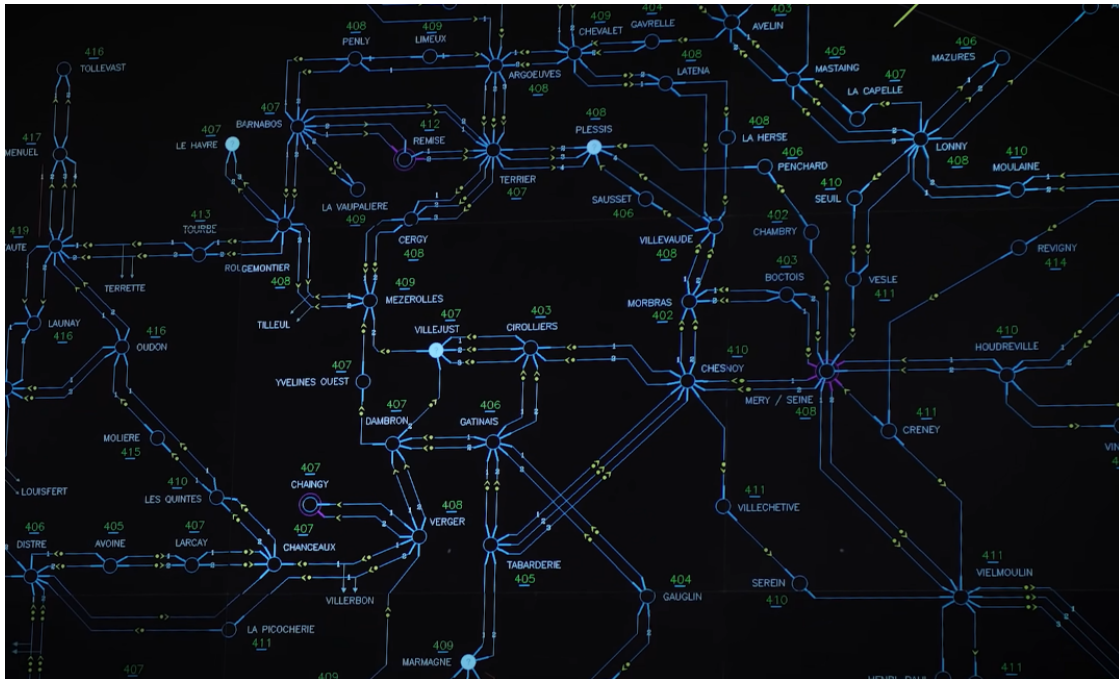 409
404
403
408
409
CHEVALET
GAVRELLE
AVELIN
PENLY
LIMEUX
406
MAZURES
416
TOLLEVAST
ARGOEUVES
408
408
LATENA
405
MASTAING
407
LA CAPELLE
407
BARNABOS
407
LE HAVRE
412
REMISE
408
PLESSIS
408
LA HERSE
417
MENUEL
406
PENCHARD
LONNY
408
410
MOULAINE
TERRIER
407
LA VAUPALIERE
409
SAUSSET
406
410
SEUIL
413
TOURBE
419
CERGY
408
VILLEVAUDE
408
402
CHAMBRY
REVIGNY
414
ROUGEMONTIER
408
TERRETTE
403
BOCTOIS
VESLE
411
409
MEZEROLLES
MORBRAS
402
LAUNAY
416
TILLEUL
416
OUDON
407
VILLEJUST
403
CIROLLIERS
410
CHESNOY
410
HOUDREVILLE
407
YVELINES OUEST
MERY / SEINE
408
411
CRENEY
407
DAMBRON
406
GATINAIS
MOLIERE
415
407
CHAINGY
410
LES QUINTES
LOUISFERT
408
VERGER
411
VILLECHETIVE
406
DISTRE
405
AVOINE
407
LARCAY
407
CHANCEAUX
TABARDERIE
405
411
VIELMOULIN
404
GAUGLIN
SEREIN
410
VILLERBON
LA PICOCHERIE
411
409
MARMAGNE
407
409
411